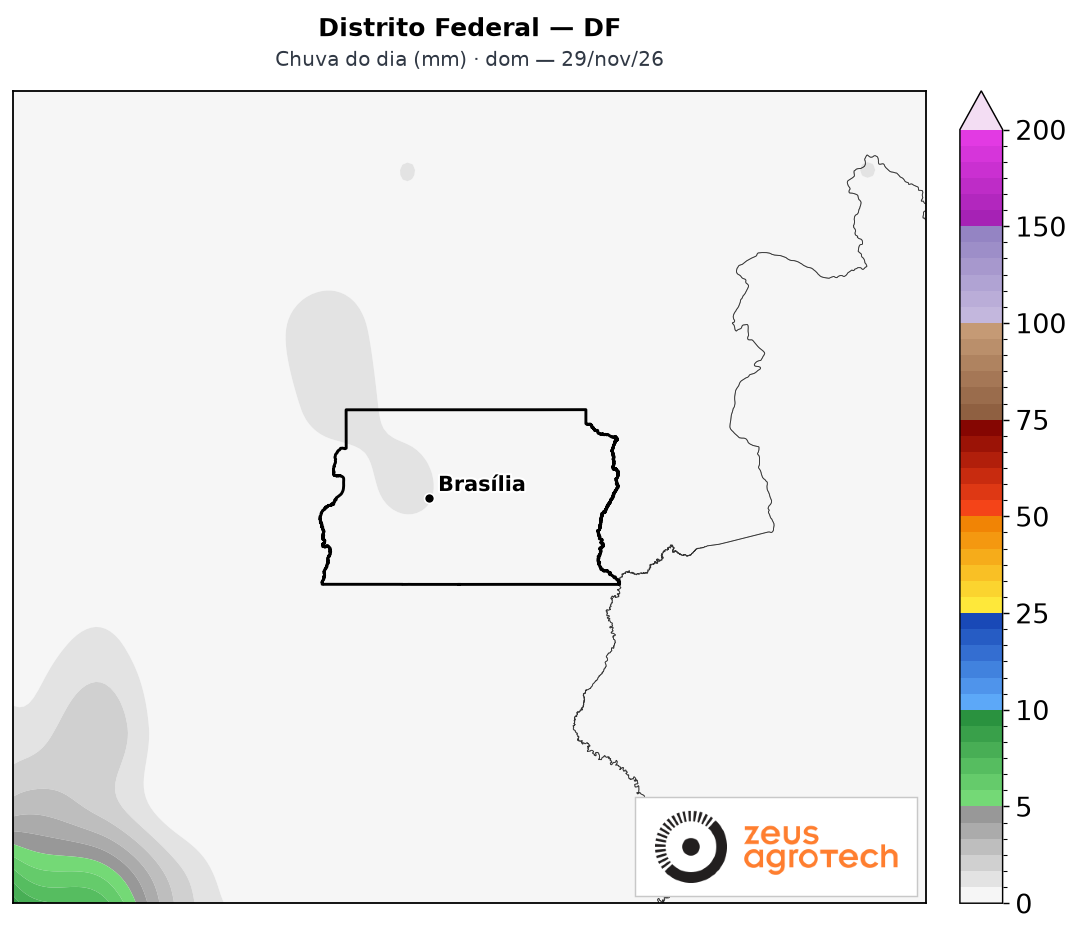 Distrito Federal — DF
Chuva do dia (mm) · dom — 29/nov/26
200
150
100
75
50
25
10
5
0
Brasília
zeus
agrotech